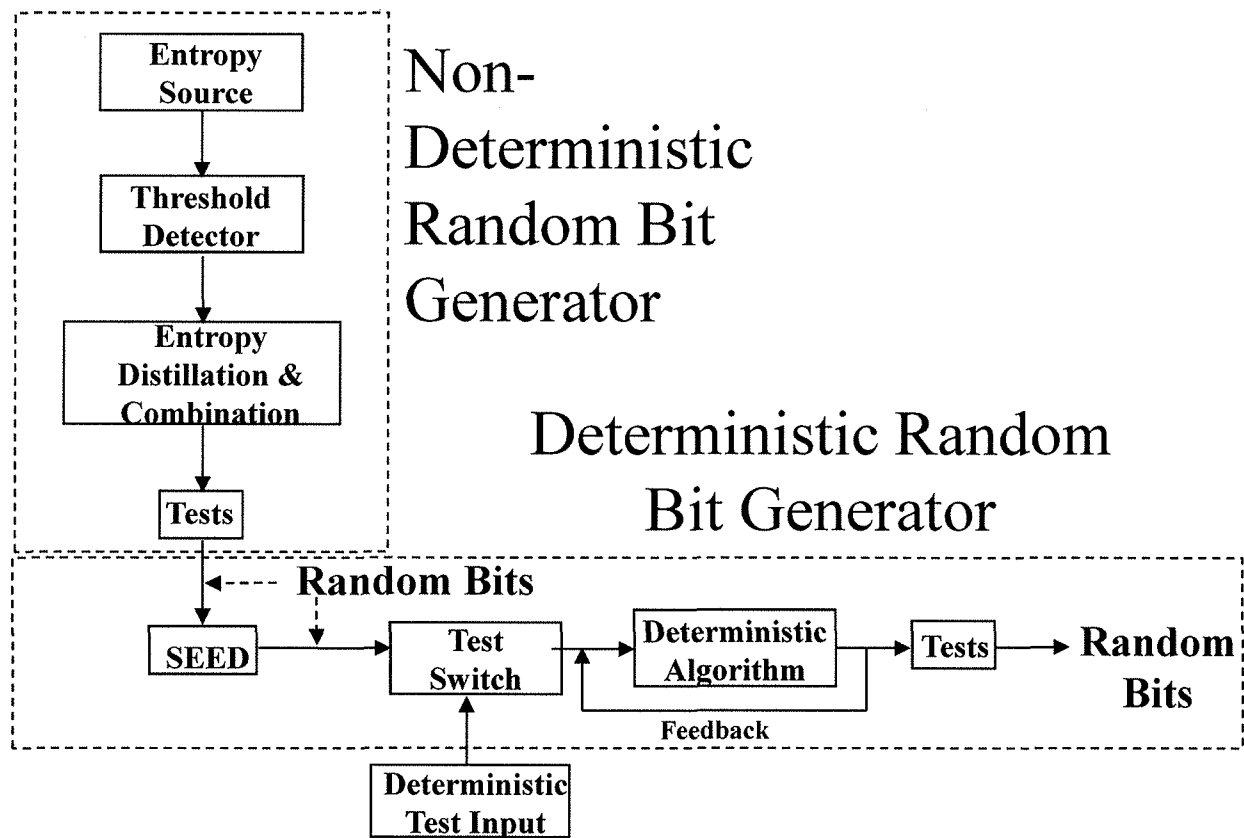 Entropy
Source
Non-
Deterministic
Random Bit
Generator
Threshold
Detector
Entropy
Distillation &
Combination
Tests
Deterministic Random
Bit Generator
Random Bits
SEED
Test
Switch
Deterministic
Algorithm
Tests
Random
Bits
Feedback
Deterministic
Test Input